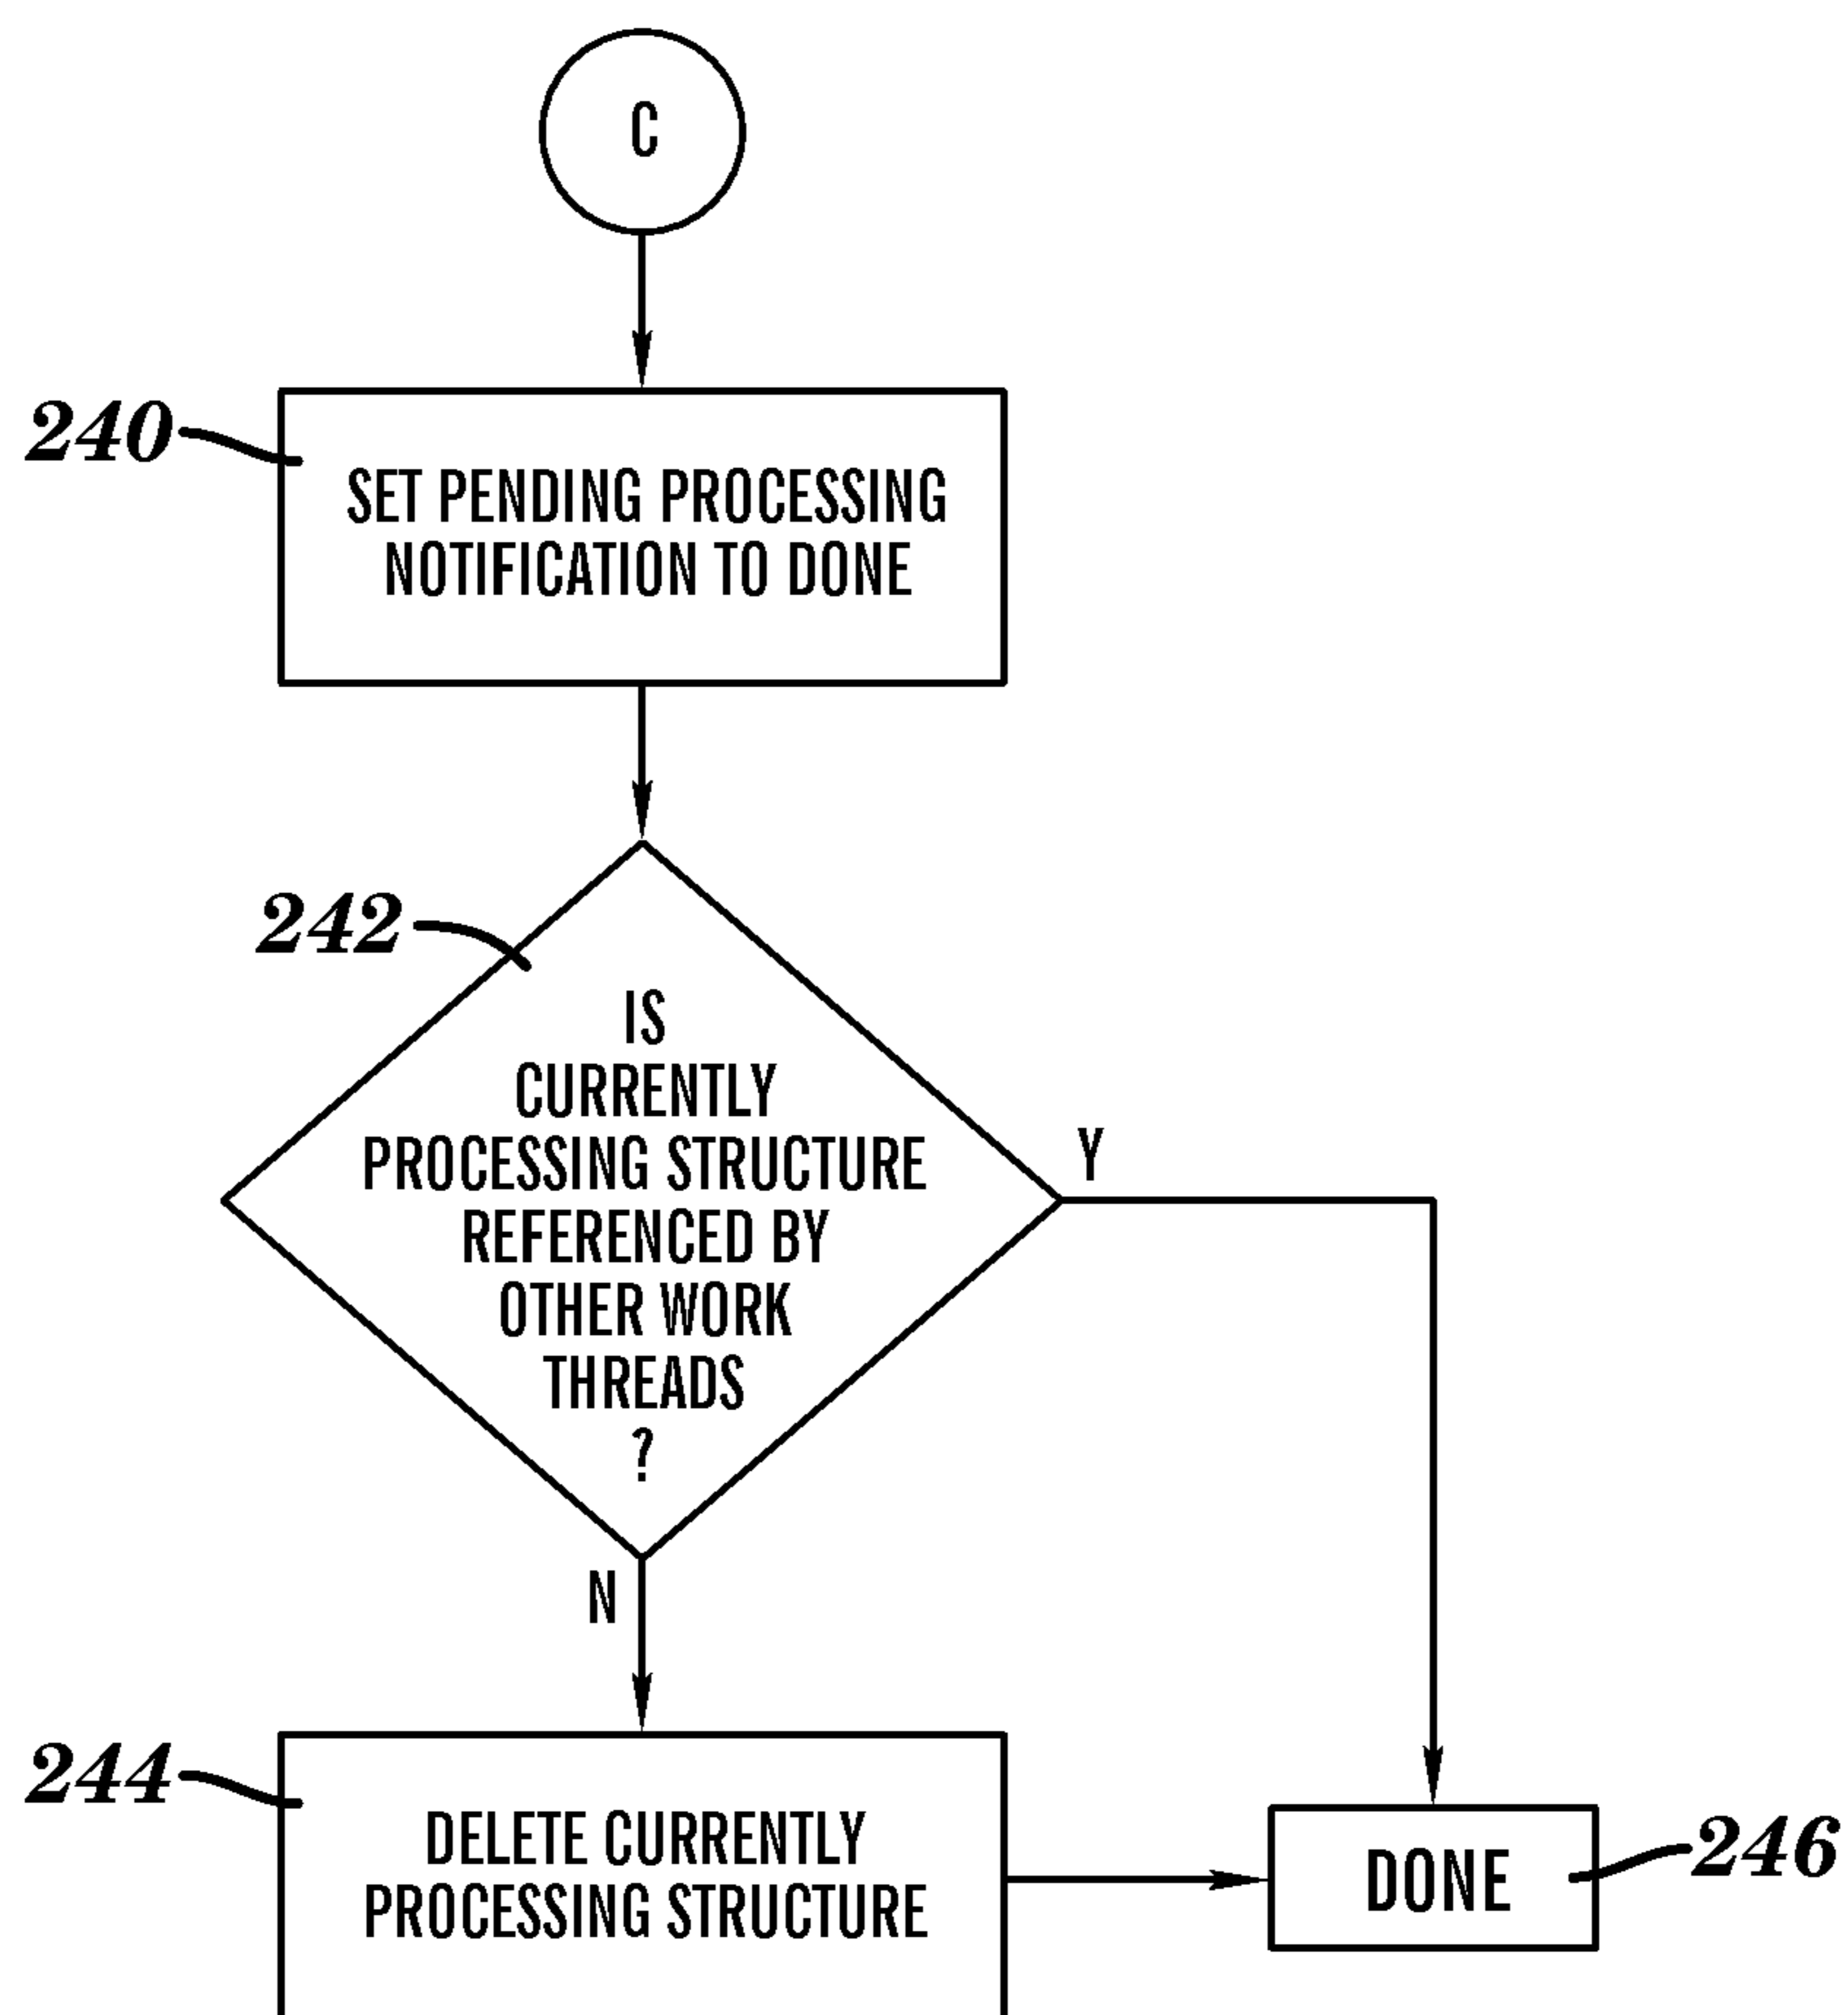 C
240
SET PENDING PROCESSING
NOTIFICATION TO DONE
242
IS
CURRENTLY
PROCESSING STRUCTURE
REFERENCED BY
OTHER WORK
THREADS
?
Y
N
244
DELETE CURRENTLY
PROCESSING STRUCTURE
DONE
246